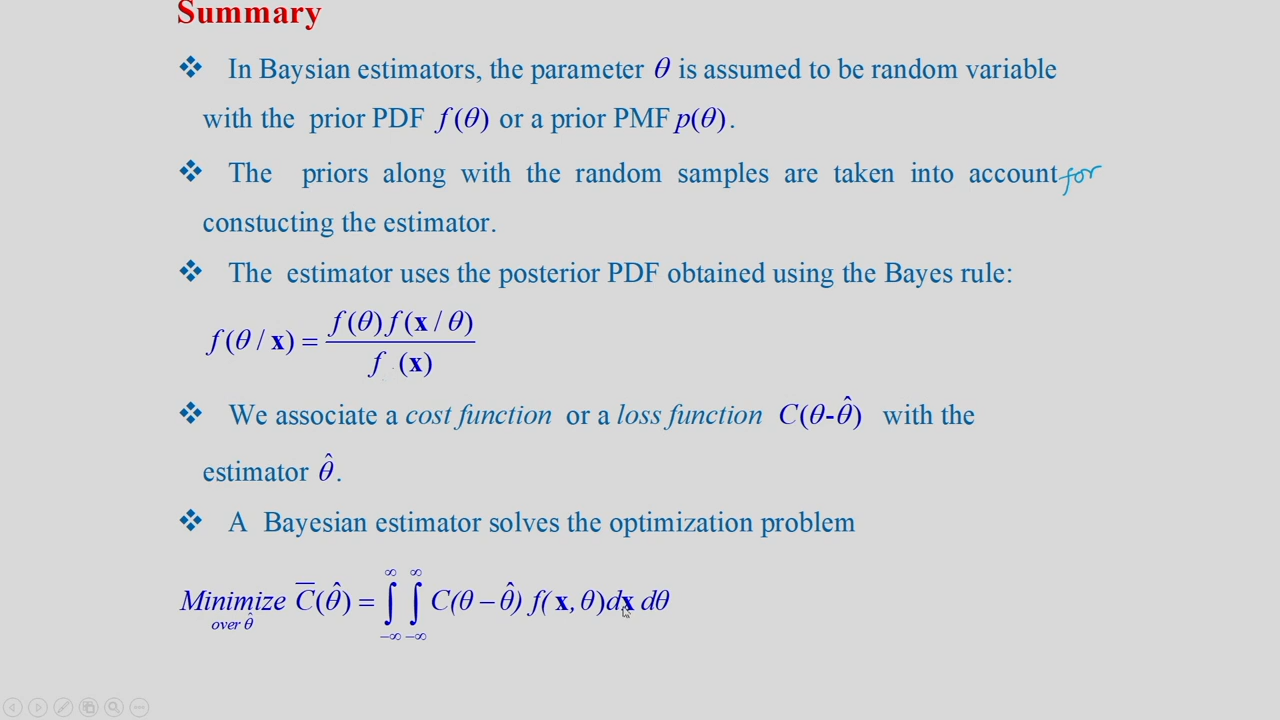 Summary
❖ In Baysian estimators, the parameter θ is assumed to be random variable
with the prior PDF f(θ) or a prior PMF p(θ).
❖ The priors along with the random samples are taken into account for
constucting the estimator.
❖ The estimator uses the posterior PDF obtained using the Bayes rule:
f(θ / x) = f(θ) f(x / θ) / f (x)
❖ We associate a cost function or a loss function C(θ-θ̂) with the
estimator θ̂.
❖ A Bayesian estimator solves the optimization problem
Minimize C̅(θ̂) = ∫_{-∞}^{∞} ∫_{-∞}^{∞} C(θ − θ̂) f( x, θ)dx dθ
over θ̂